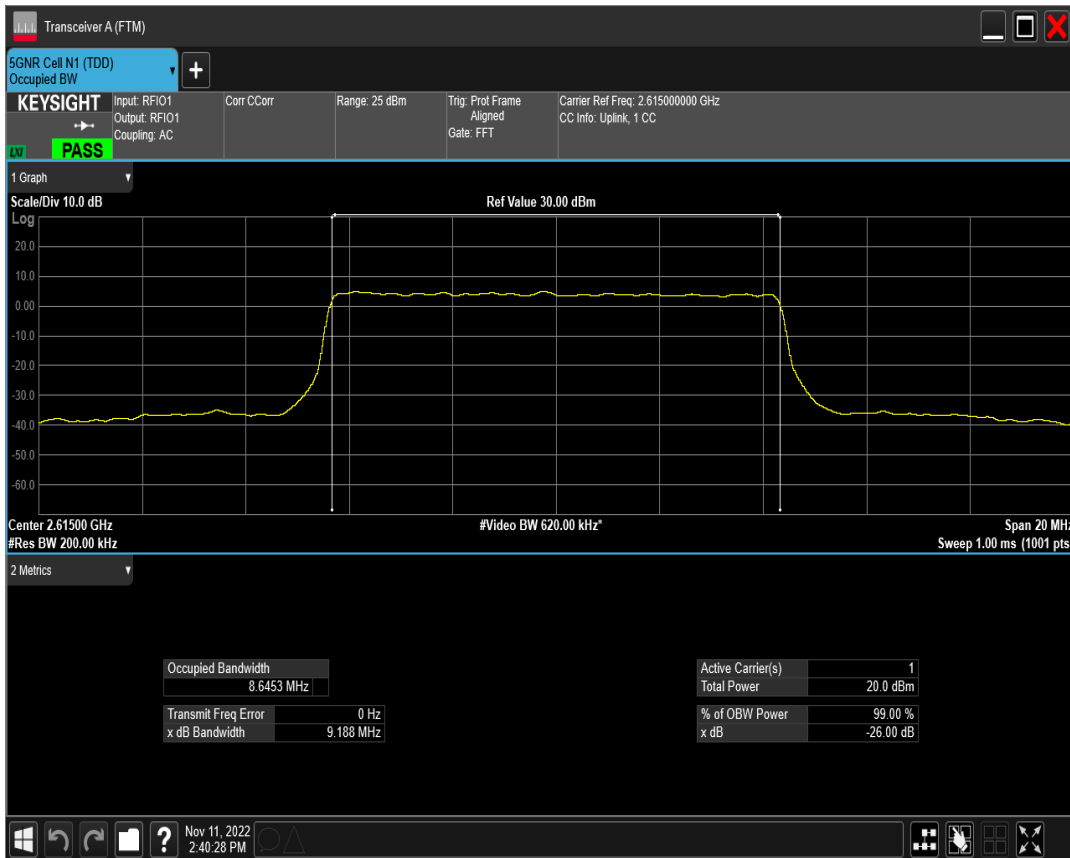 Transceiver A (FTM)
5GNR Cell N1 (TDD)
Occupied BW
+
KEYSIGHT
LXI
PASS
Input: RFIO1
Output: RFIO1
Coupling: AC
Corr CCorr
Range: 25 dBm
Trig: Prot Frame
Aligned
Gate: FFT
Carrier Ref Freq: 2.615000000 GHz
CC Info: Uplink, 1 CC
1 Graph
Scale/Div 10.0 dB
Ref Value 30.00 dBm
Log
20.0
10.0
0.00
-10.0
-20.0
-30.0
-40.0
-50.0
-60.0
Center 2.61500 GHz
#Video BW 620.00 kHz*
Span 20 MHz
#Res BW 200.00 kHz
Sweep 1.00 ms (1001 pts
2 Metrics
Occupied Bandwidth
8.6453 MHz
Transmit Freq Error 0 Hz
x dB Bandwidth 9.188 MHz
Active Carrier(s) 1
Total Power 20.0 dBm
% of OBW Power 99.00 %
x dB -26.00 dB
?
Nov 11, 2022
2:40:28 PM